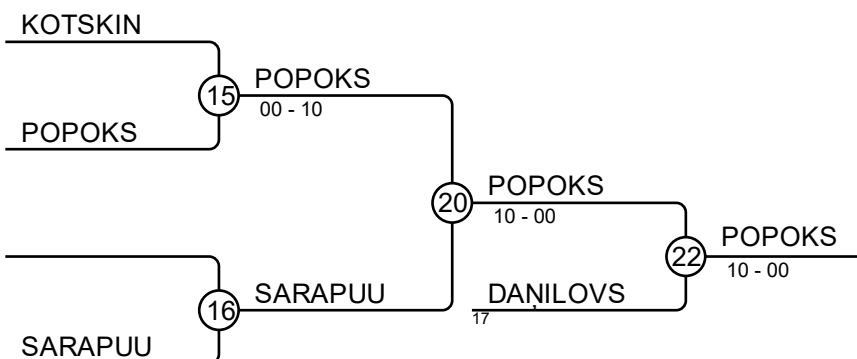 KOTSKIN
15
POPOKS
00 - 10
POPOKS
20
POPOKS
10 - 00
22
POPOKS
10 - 00
16
SARAPUU
DAŅILOVS
17
SARAPUU